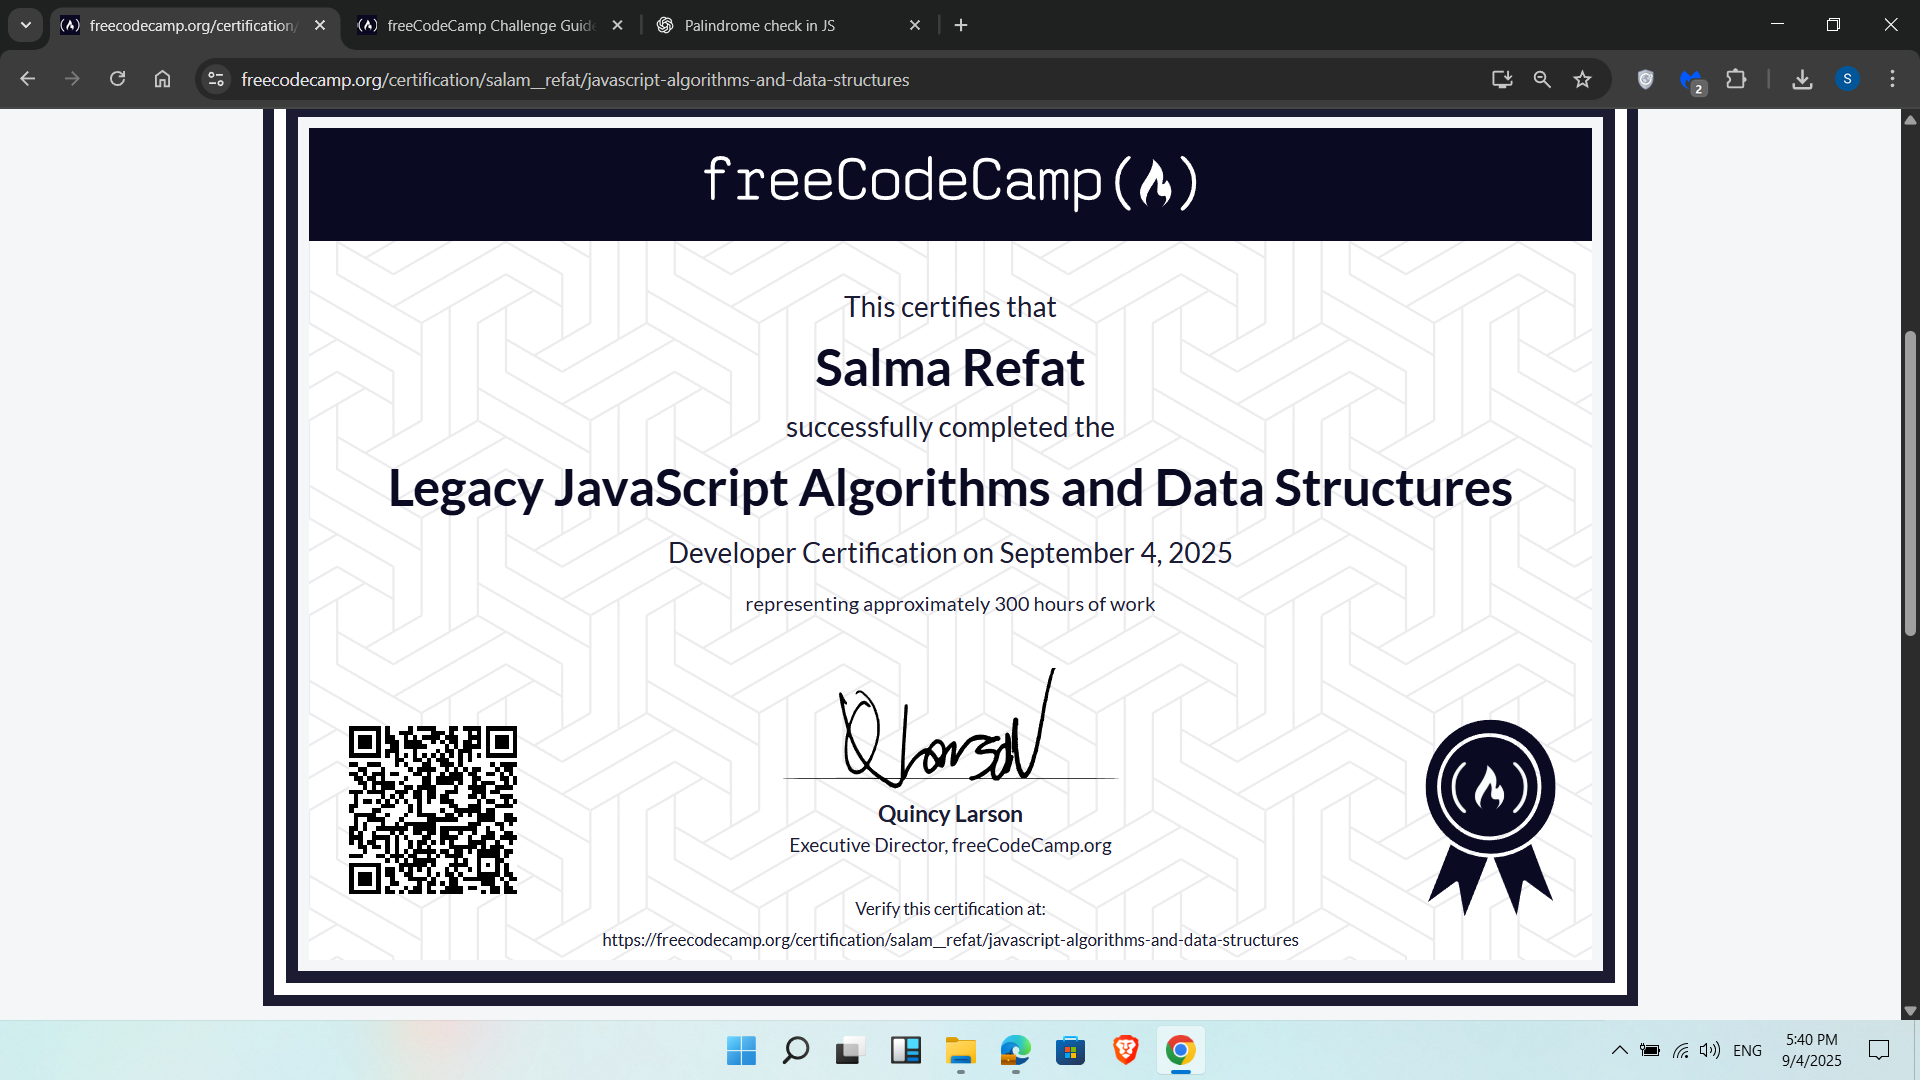 freecodecamp.org/certification/
freeCodeCamp Challenge Guide
Palindrome check in JS
freecodecamp.org/certification/salam__refat/javascript-algorithms-and-data-structures
2
S
freeCodeCamp
This certifies that
Salma Refat
successfully completed the
Legacy JavaScript Algorithms and Data Structures
Developer Certification on September 4, 2025
representing approximately 300 hours of work
QLarson
Quincy Larson
Executive Director, freeCodeCamp.org
Verify this certification at:
https://freecodecamp.org/certification/salam__refat/javascript-algorithms-and-data-structures
ENG
5:40 PM
9/4/2025